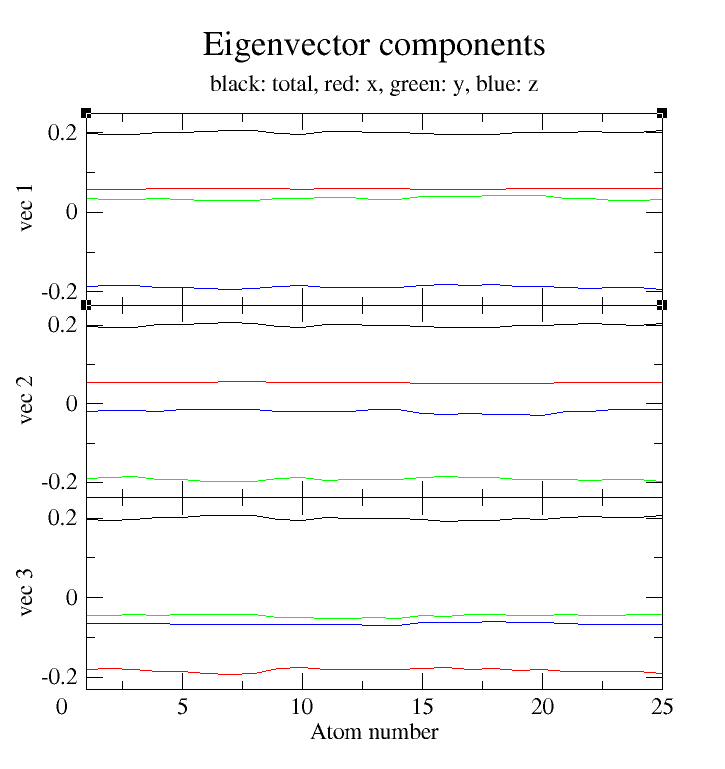 Eigenvector components
black: total, red: x, green: y, blue: z
0.2
vec 1
0
-0.2
0.2
vec 2
0
-0.2
0.2
vec 3
0
-0.2
0 5 10 15 20 25
Atom number